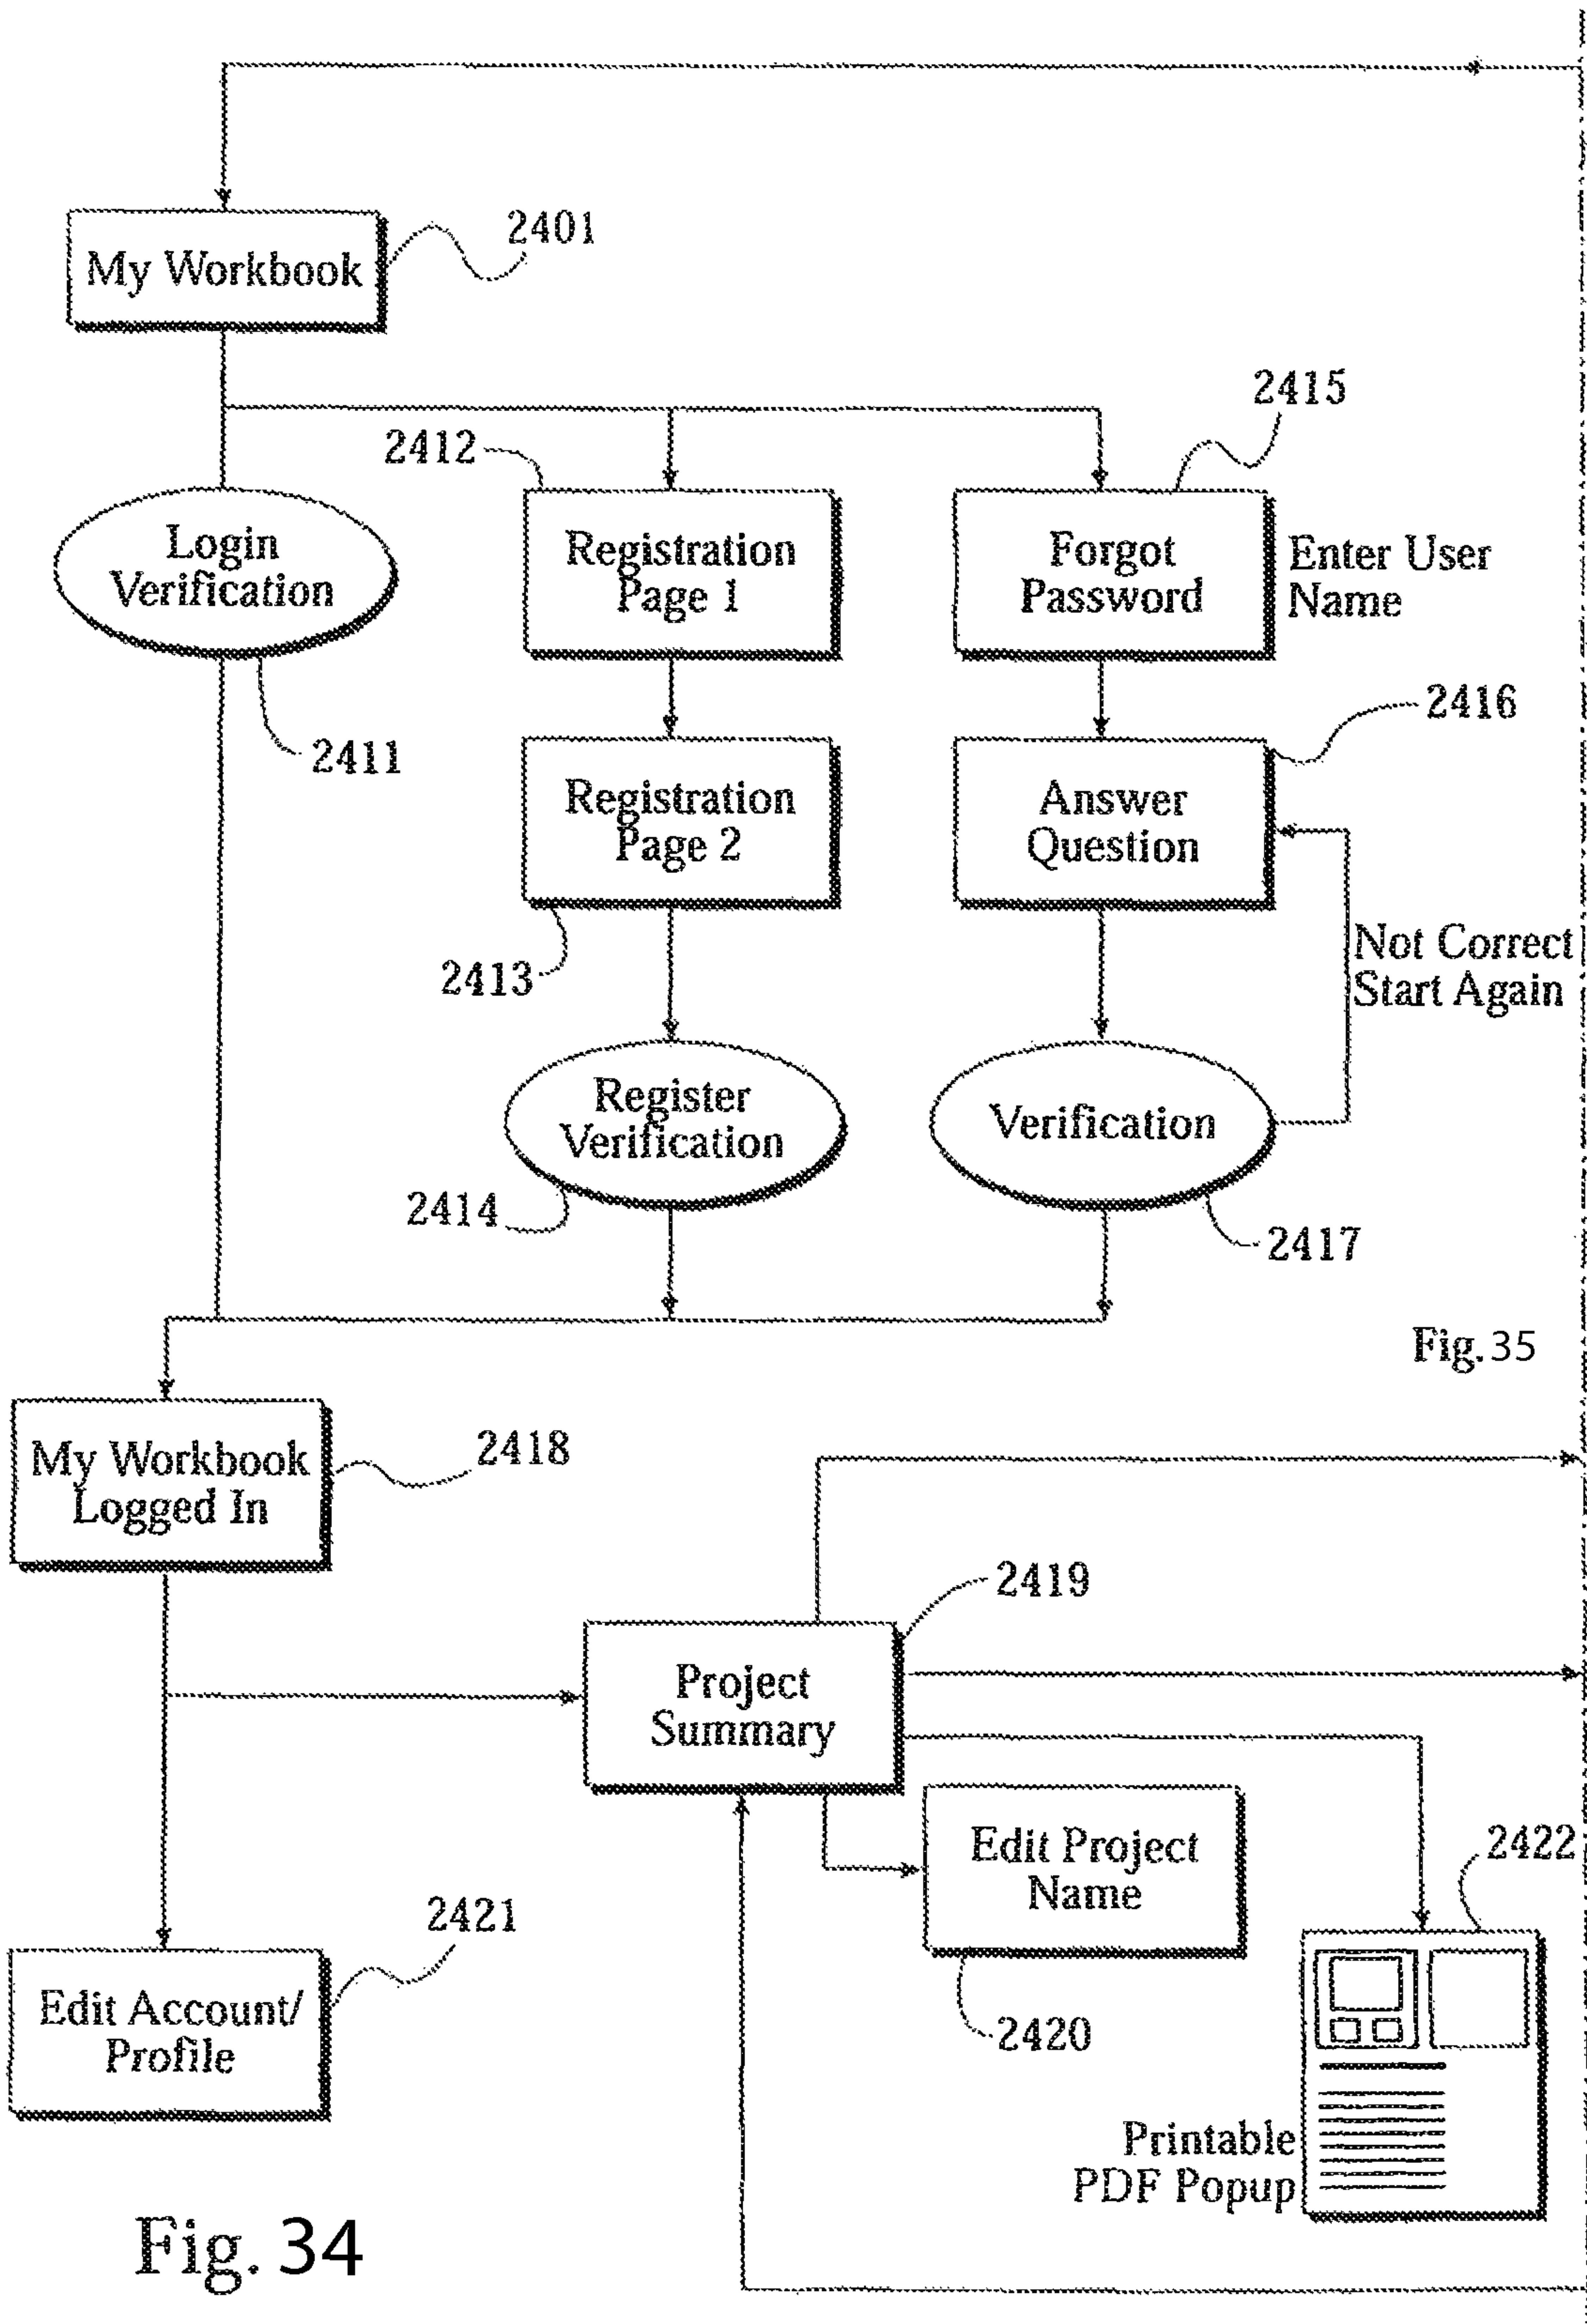 2401
My Workbook
2415
2412
Login
Verification
Registration
Page 1
Forgot
Password
Enter User
Name
2416
2411
Registration
Page 2
Answer
Question
2413
Not Correct
Start Again
Register
Verification
Verification
2414
2417
Fig. 35
My Workbook
Logged In
2418
2419
Project
Summary
Edit Project
Name
2422
2421
Edit Account/
Profile
2420
Printable
PDF Popup
Fig. 34